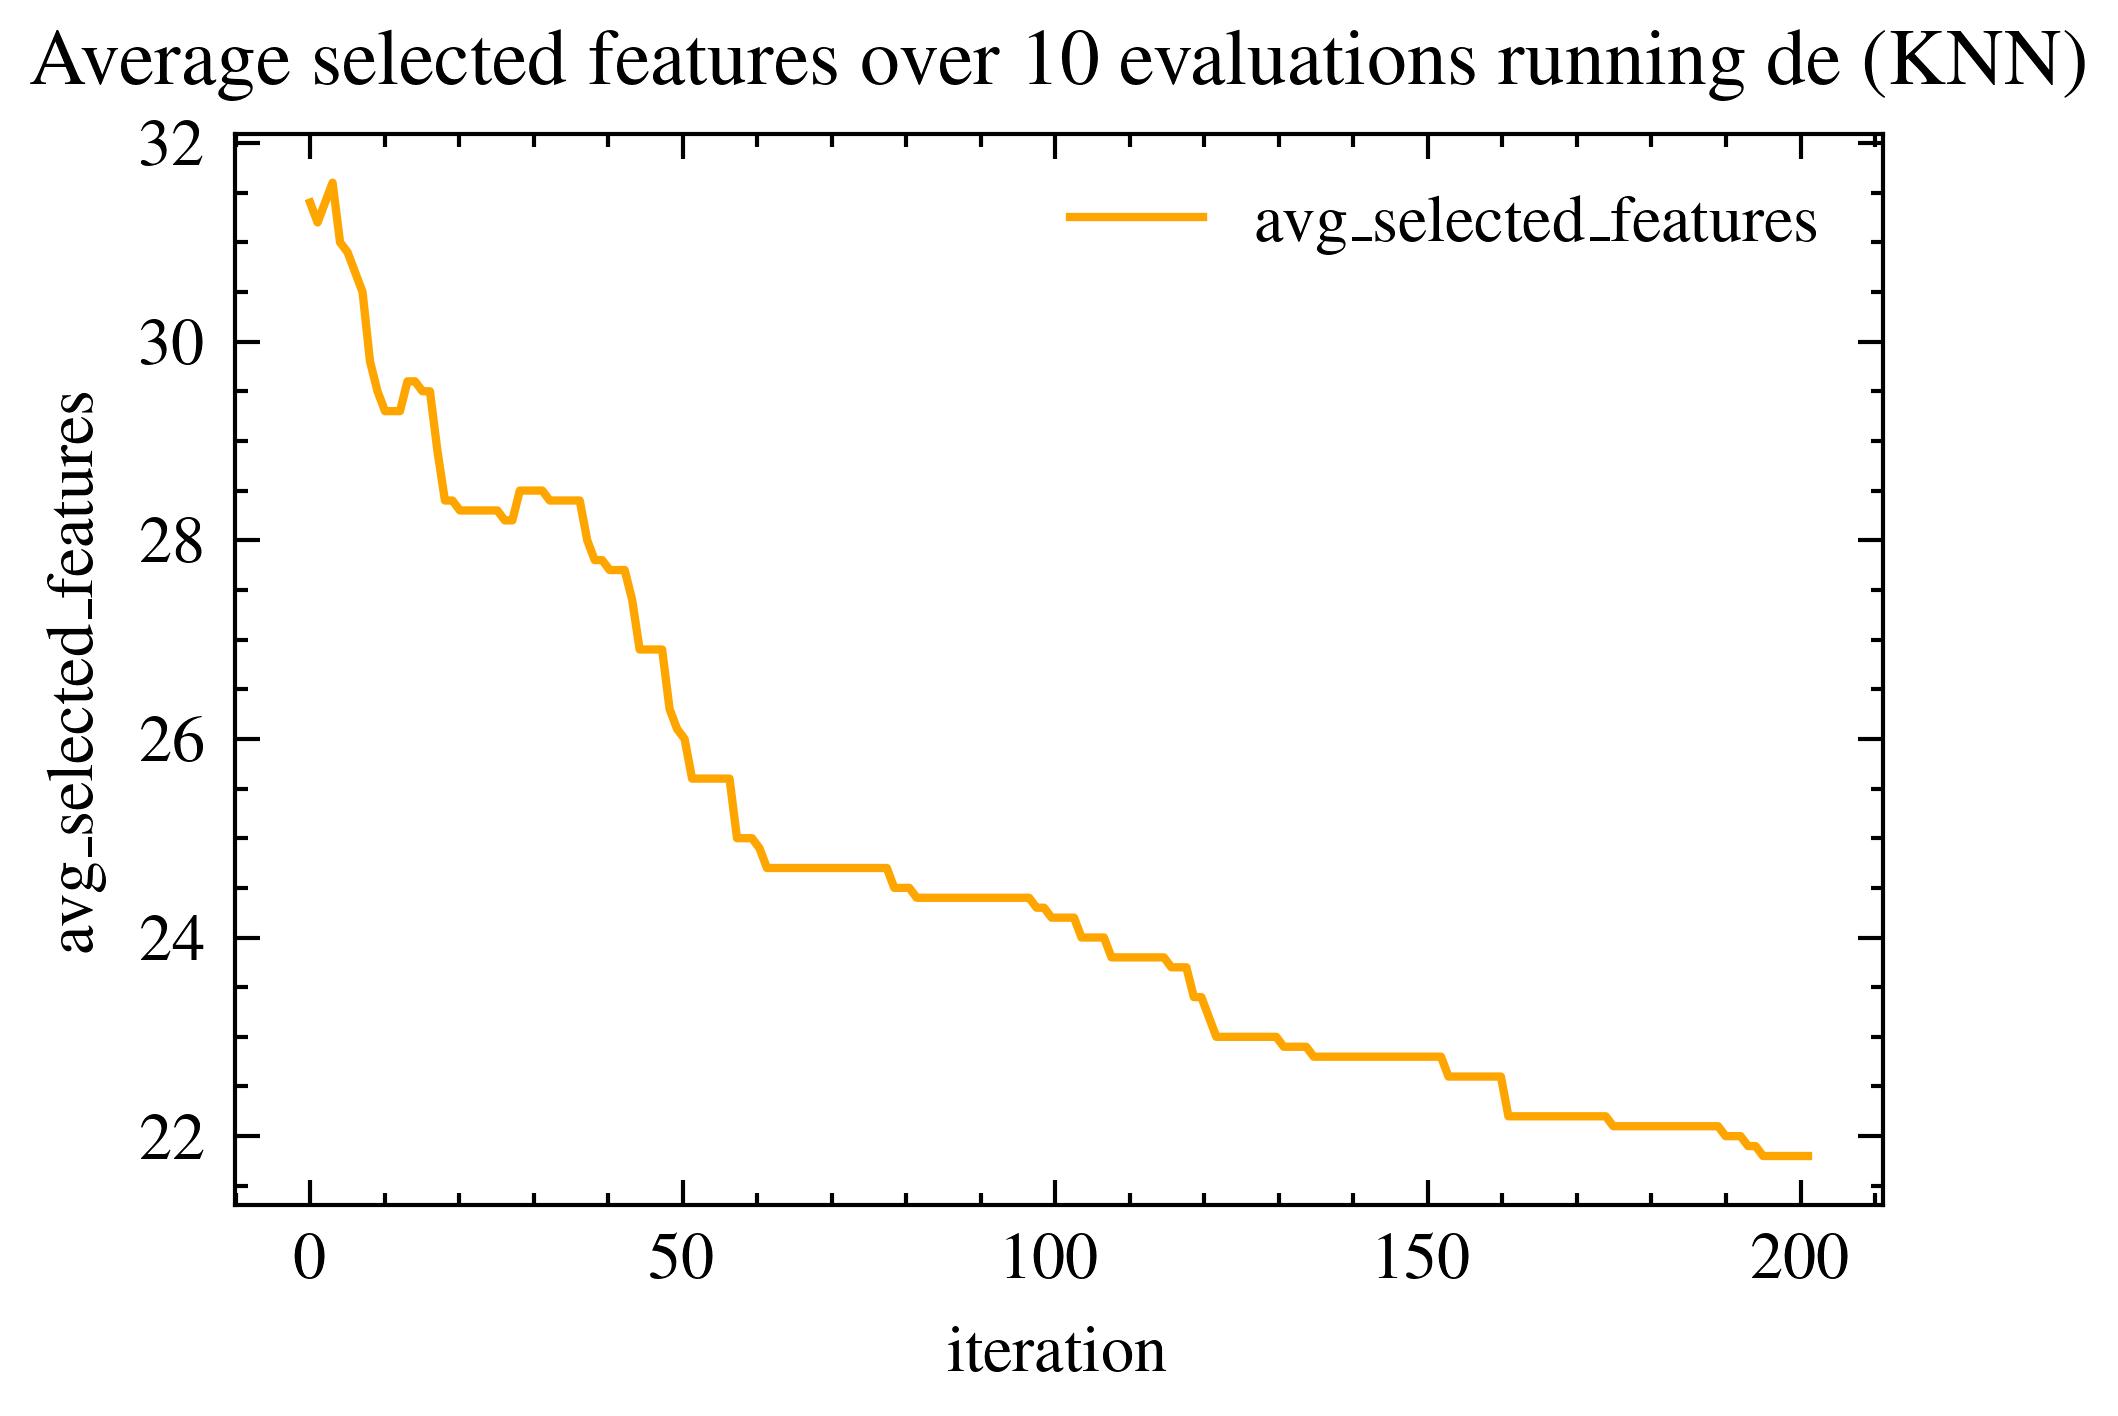 Average selected features over 10 evaluations running de (KNN)
avg_selected_features
avg_selected_features
32
30
28
26
24
22
0 50 100 150 200
iteration